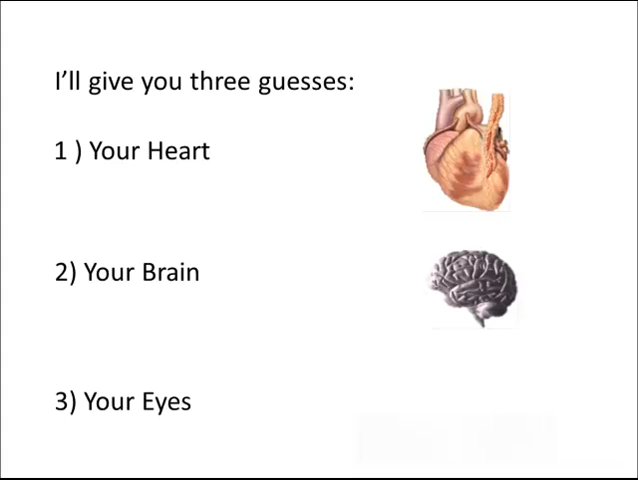 I’ll give you three guesses:
1 ) Your Heart
2) Your Brain
3) Your Eyes